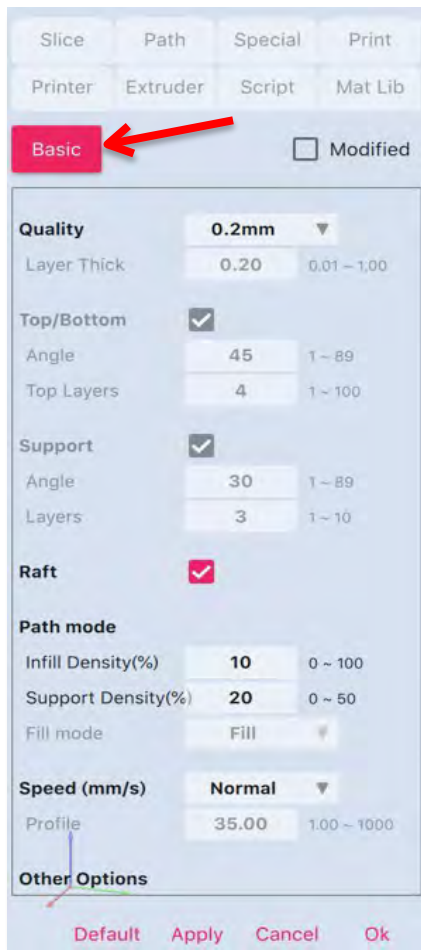 Slice Path Special Print
Printer Extruder Script Mat Lib
Basic Modified
Quality 0.2mm
Layer Thick 0.20 0.01 ~ 1.00
Top/Bottom
Angle 45 1 ~ 89
Top Layers 4 1 ~ 100
Support
Angle 30 1 ~ 89
Layers 3 1 ~ 10
Raft
Path mode
Infill Density(%) 10 0 ~ 100
Support Density(%) 20 0 ~ 50
Fill mode Fill
Speed (mm/s) Normal
Profile 35.00 1.00 ~ 1000
Other Options
Default Apply Cancel Ok